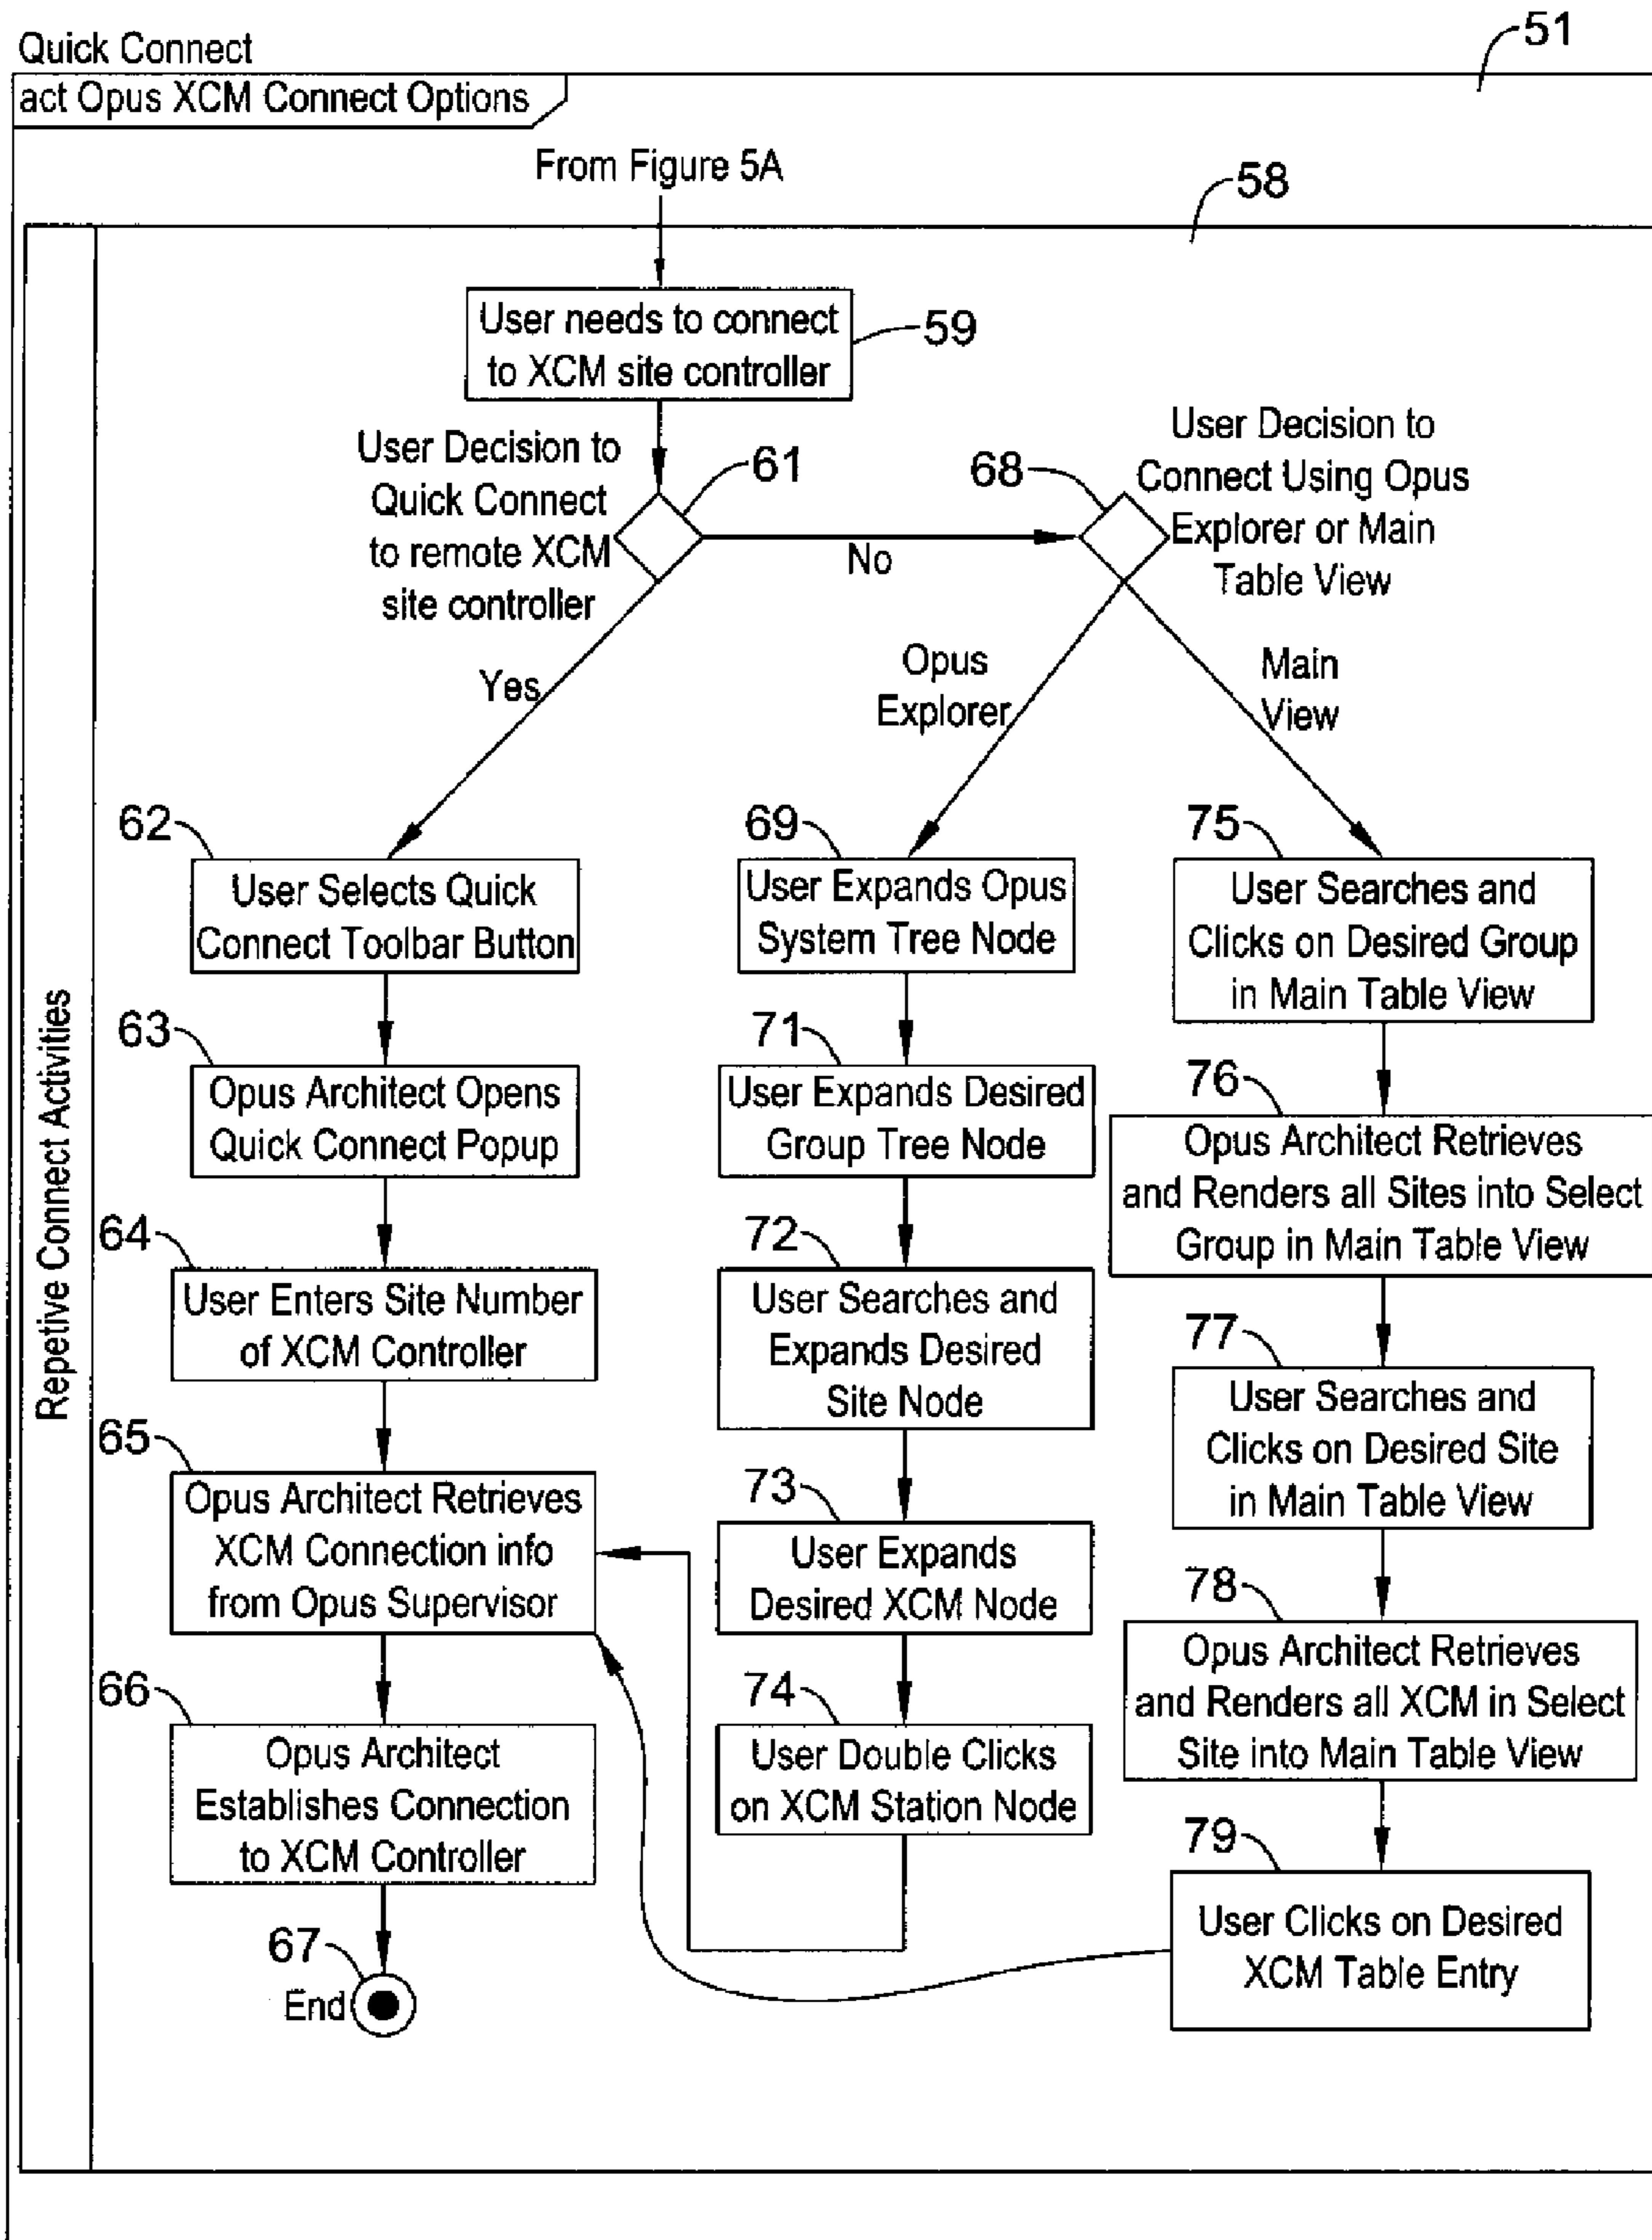 51
Quick Connect
act Opus XCM Connect Options
From Figure 5A
58
User needs to connect
to XCM site controller
59
User Decision to
Quick Connect
to remote XCM
site controller
61
No
68
User Decision to
Connect Using Opus
Explorer or Main
Table View
Yes
Opus
Explorer
Main
View
Repetive Connect Activities
62
User Selects Quick
Connect Toolbar Button
63
Opus Architect Opens
Quick Connect Popup
64
User Enters Site Number
of XCM Controller
65
Opus Architect Retrieves
XCM Connection info
from Opus Supervisor
66
Opus Architect
Establishes Connection
to XCM Controller
67
End
69
User Expands Opus
System Tree Node
71
User Expands Desired
Group Tree Node
72
User Searches and
Expands Desired
Site Node
73
User Expands
Desired XCM Node
74
User Double Clicks
on XCM Station Node
75
User Searches and
Clicks on Desired Group
in Main Table View
76
Opus Architect Retrieves
and Renders all Sites into Select
Group in Main Table View
77
User Searches and
Clicks on Desired Site
in Main Table View
78
Opus Architect Retrieves
and Renders all XCM in Select
Site into Main Table View
79
User Clicks on Desired
XCM Table Entry